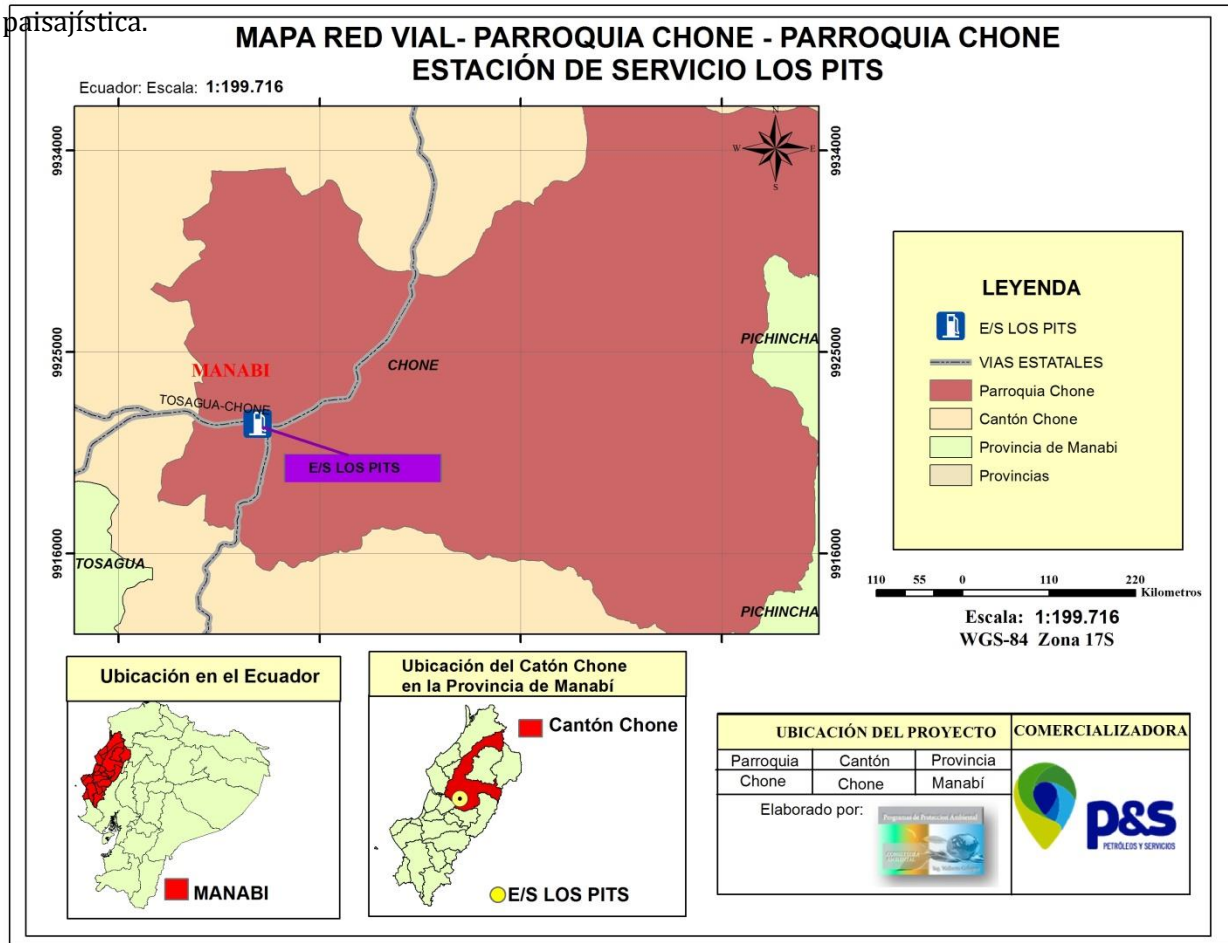 paisajística.
MAPA RED VIAL- PARROQUIA CHONE - PARROQUIA CHONE
ESTACIÓN DE SERVICIO LOS PITS
Ecuador: Escala: 1:199.716
9934000
9934000
N
W
E
S
9925000
9925000
PICHINCHA
MANABI
CHONE
TOSAGUA-CHONE
E/S LOS PITS
9916000
9916000
TOSAGUA
PICHINCHA
LEYENDA
E/S LOS PITS
VIAS ESTATALES
Parroquia Chone
Cantón Chone
Provincia de Manabi
Provincias
110 55 0 110 220
Kilometros
Escala: 1:199.716
WGS-84 Zona 17S
Ubicación en el Ecuador
MANABI
Ubicación del Catón Chone
en la Provincia de Manabí
Cantón Chone
E/S LOS PITS
UBICACIÓN DEL PROYECTO
COMERCIALIZADORA
Parroquia Cantón Provincia
Chone Chone Manabí
Elaborado por:
Programas de Protección Ambiental
P&S
PETRÓLEOS Y SERVICIOS